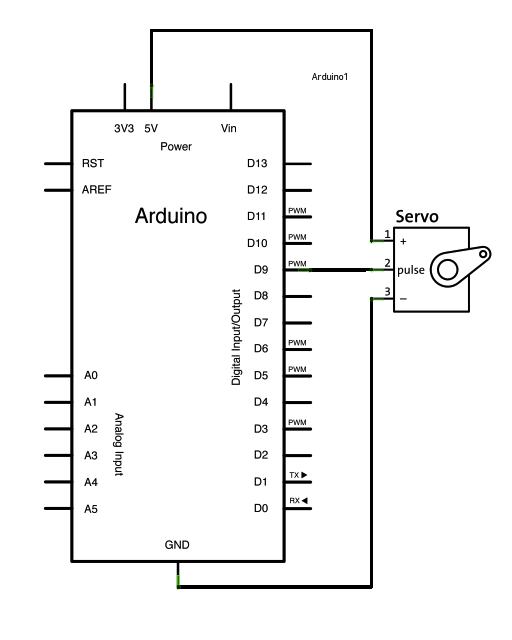 Arduino1
3V3 5V Vin
Power
RST
AREF
Arduino
D13
D12
D11 PWM
D10 PWM
D9 PWM
D8
D7
D6 PWM
D5 PWM
D4
D3 PWM
D2
D1 TX ▶
D0 RX ◀
Digital Input/Output
A0
A1
A2
A3
A4
A5
Analog Input
GND
Servo
1 +
2 pulse
3 −